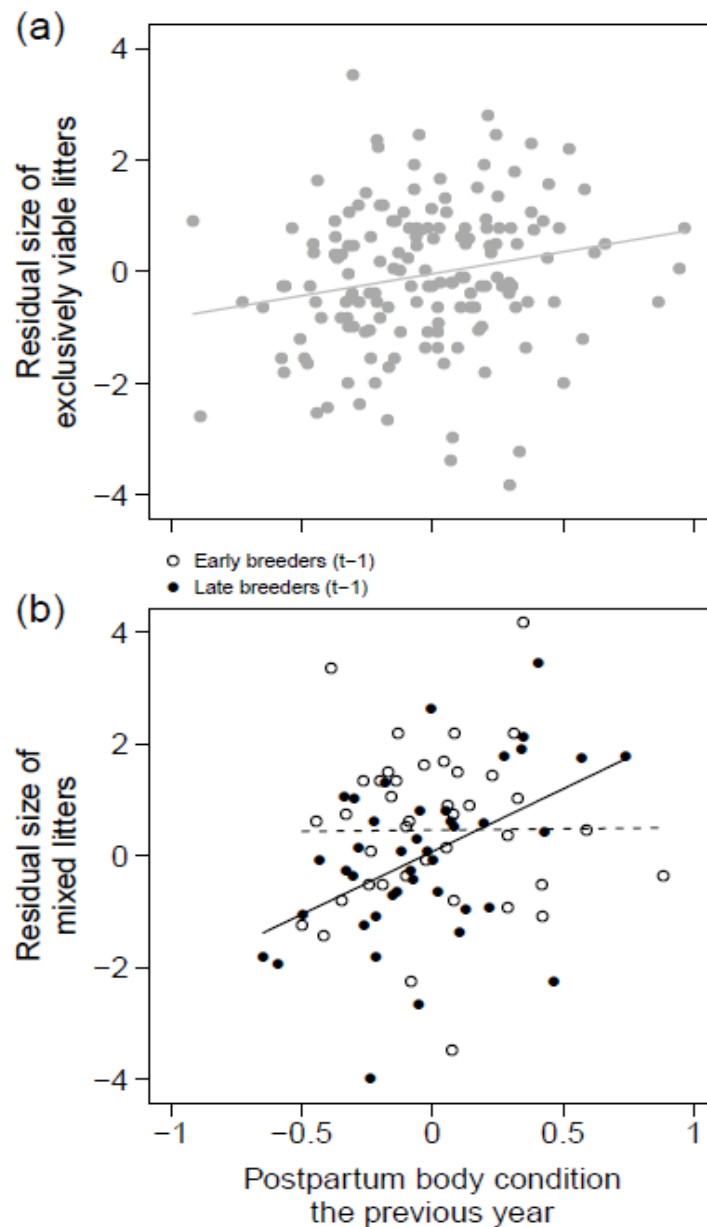 (a)
4
2
0
−2
−4
Residual size of
exclusively viable litters
Early breeders (t−1)
Late breeders (t−1)
(b)
4
2
0
−2
−4
Residual size of
mixed litters
−1 −0.5 0 0.5 1
Postpartum body condition
the previous year